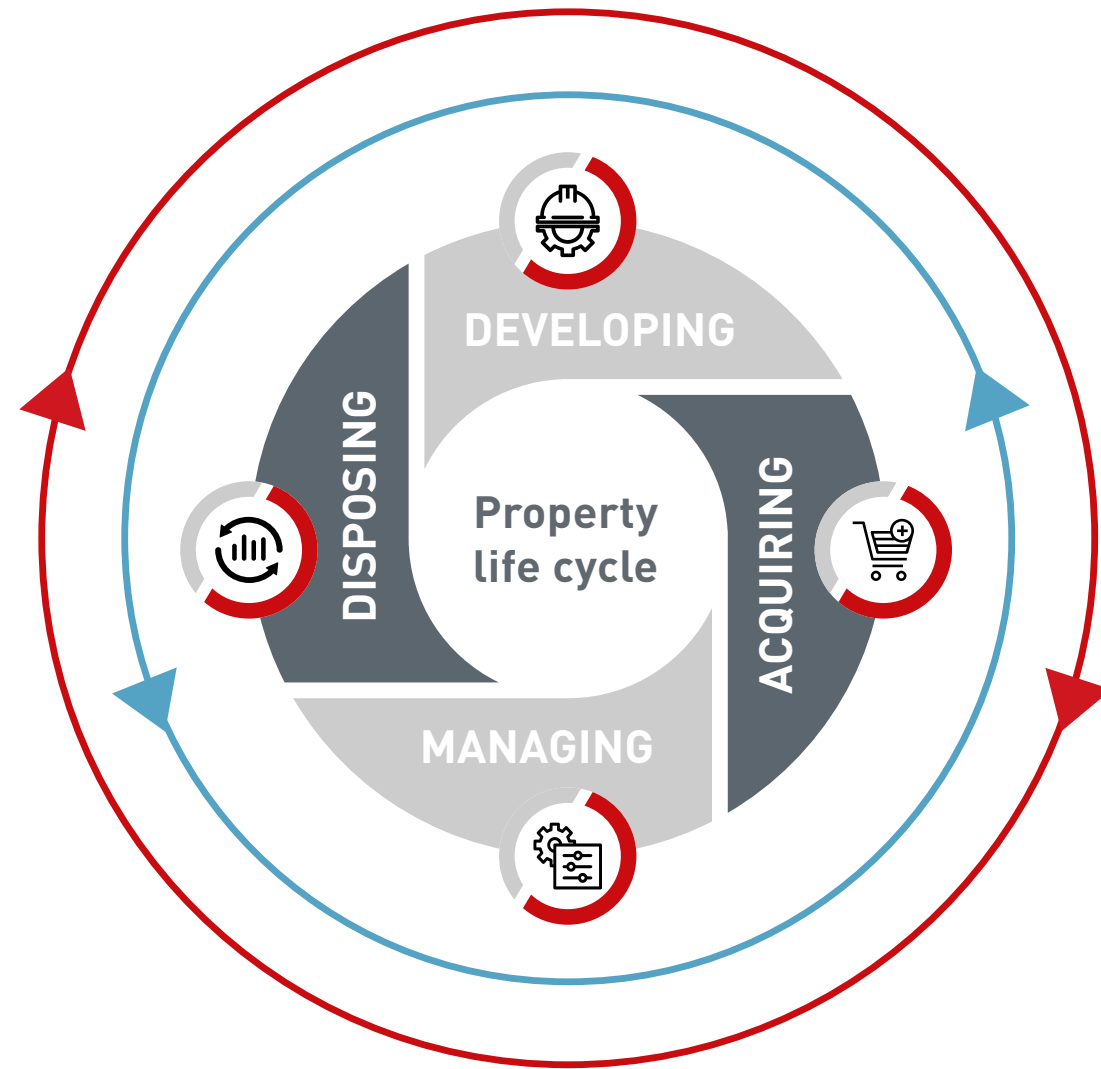 DEVELOPING
DISPOSING
Property
life cycle
ACQUIRING
MANAGING